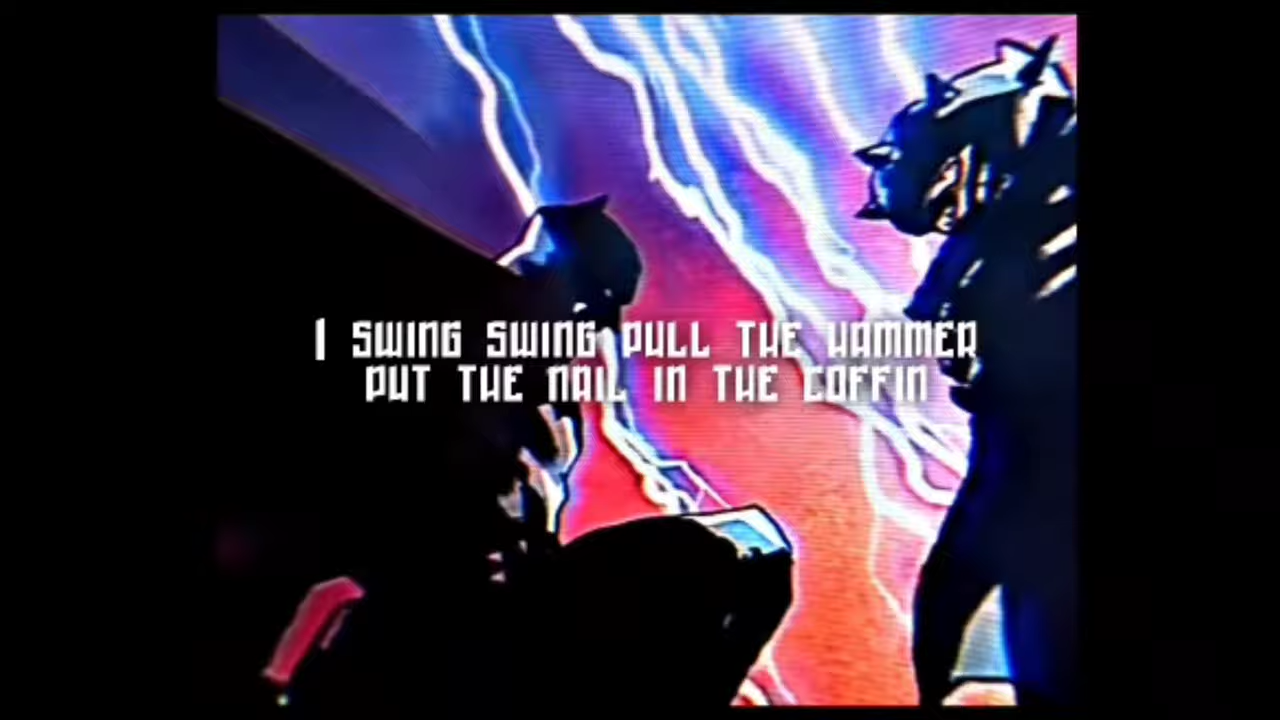 I SWING SWING PULL THE HAMMER
PUT THE NAIL IN THE COFFIN